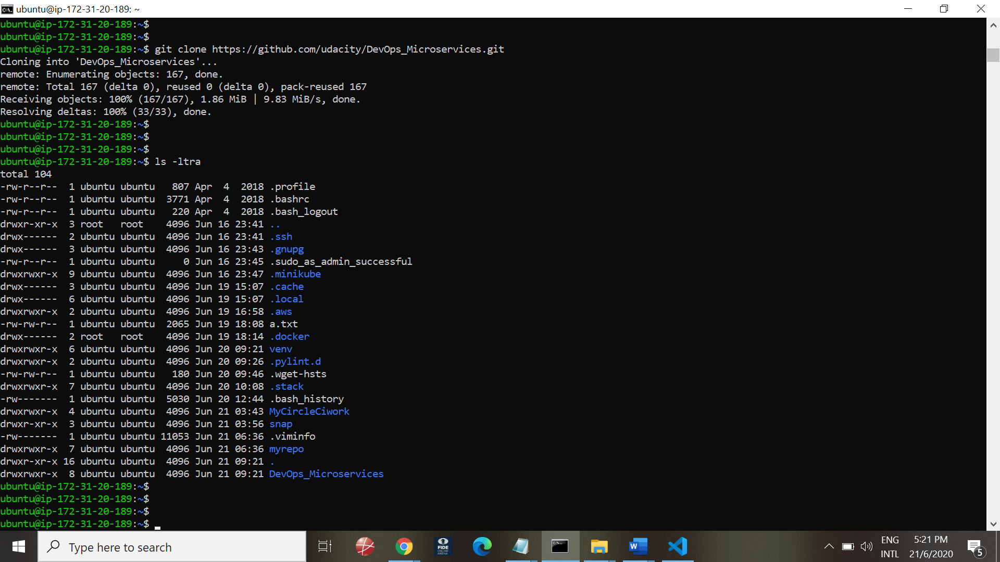 ubuntu@ip-172-31-20-189: ~
ubuntu@ip-172-31-20-189:~$
ubuntu@ip-172-31-20-189:~$
ubuntu@ip-172-31-20-189:~$ git clone https://github.com/udacity/DevOps_Microservices.git
Cloning into 'DevOps_Microservices'...
remote: Enumerating objects: 167, done.
remote: Total 167 (delta 0), reused 0 (delta 0), pack-reused 167
Receiving objects: 100% (167/167), 1.86 MiB | 9.83 MiB/s, done.
Resolving deltas: 100% (33/33), done.
ubuntu@ip-172-31-20-189:~$
ubuntu@ip-172-31-20-189:~$
ubuntu@ip-172-31-20-189:~$
ubuntu@ip-172-31-20-189:~$ ls -ltra
total 104
-rw-r--r--  1 ubuntu ubuntu   807 Apr  4  2018 .profile
-rw-r--r--  1 ubuntu ubuntu  3771 Apr  4  2018 .bashrc
-rw-r--r--  1 ubuntu ubuntu   220 Apr  4  2018 .bash_logout
drwxr-xr-x  3 root   root    4096 Jun 16 23:41 ..
drwx------  2 ubuntu ubuntu  4096 Jun 16 23:41 .ssh
drwx------  3 ubuntu ubuntu  4096 Jun 16 23:43 .gnupg
-rw-r--r--  1 ubuntu ubuntu     0 Jun 16 23:45 .sudo_as_admin_successful
drwxrwxr-x  9 ubuntu ubuntu  4096 Jun 16 23:47 .minikube
drwx------  3 ubuntu ubuntu  4096 Jun 19 15:07 .cache
drwx------  6 ubuntu ubuntu  4096 Jun 19 15:07 .local
drwxrwxr-x  2 ubuntu ubuntu  4096 Jun 19 16:58 .aws
-rw-rw-r--  1 ubuntu ubuntu  2065 Jun 19 18:08 a.txt
drwx------  2 root   root    4096 Jun 19 18:14 .docker
drwxrwxr-x  6 ubuntu ubuntu  4096 Jun 20 09:21 venv
drwxrwxr-x  2 ubuntu ubuntu  4096 Jun 20 09:26 .pylint.d
-rw-rw-r--  1 ubuntu ubuntu   180 Jun 20 09:46 .wget-hsts
drwxrwxr-x  7 ubuntu ubuntu  4096 Jun 20 10:08 .stack
-rw-------  1 ubuntu ubuntu  5030 Jun 20 12:44 .bash_history
drwxrwxr-x  4 ubuntu ubuntu  4096 Jun 21 03:43 MyCircleCiwork
drwxr-xr-x  3 ubuntu ubuntu  4096 Jun 21 03:56 snap
-rw-------  1 ubuntu ubuntu 11053 Jun 21 06:36 .viminfo
drwxrwxr-x  7 ubuntu ubuntu  4096 Jun 21 06:36 myrepo
drwxr-xr-x 16 ubuntu ubuntu  4096 Jun 21 09:21 .
drwxrwxr-x  8 ubuntu ubuntu  4096 Jun 21 09:21 DevOps_Microservices
ubuntu@ip-172-31-20-189:~$
ubuntu@ip-172-31-20-189:~$
ubuntu@ip-172-31-20-189:~$
ubuntu@ip-172-31-20-189:~$
Type here to search
FIDE
ONLINE
ARENA
ENG
INTL
5:21 PM
21/6/2020
5